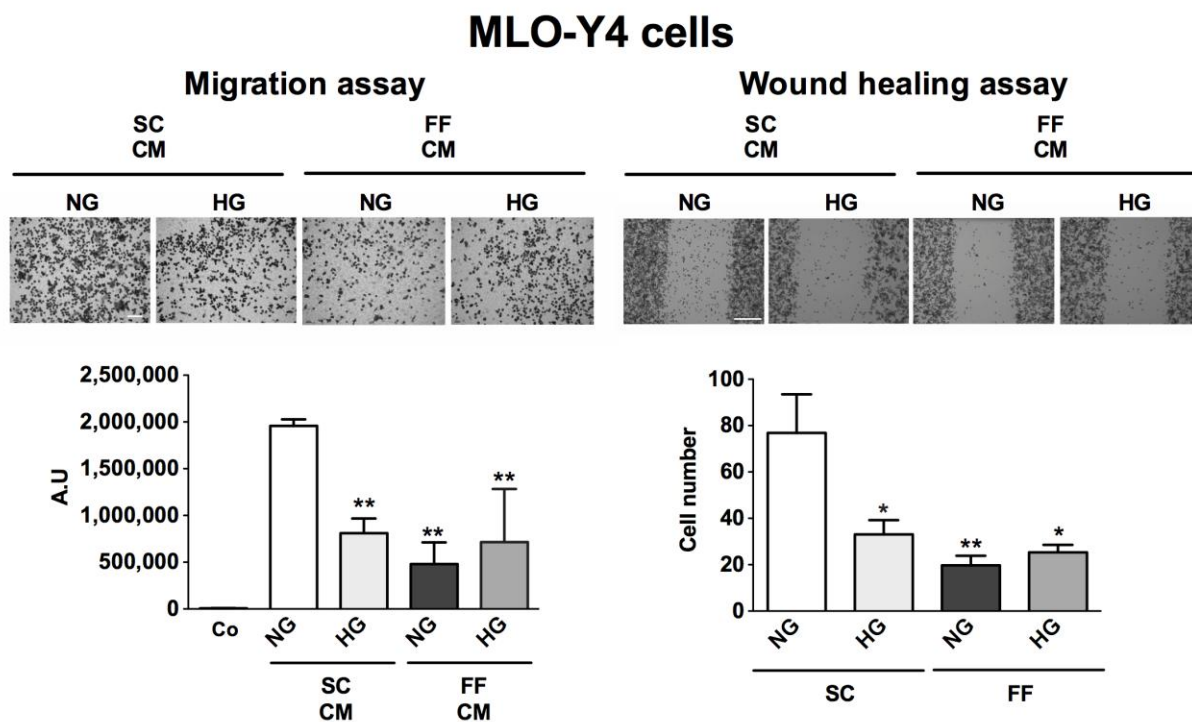 MLO-Y4 cells
Migration assay
SC
CM
FF
CM
NG
HG
NG
HG
2,500,000
2,000,000
1,500,000
1,000,000
500,000
0
A.U
**
**
**
Co
NG
HG
NG
HG
SC
CM
FF
CM
Wound healing assay
SC
CM
FF
CM
NG
HG
NG
HG
100
80
60
40
20
0
Cell number
*
**
*
NG
HG
NG
HG
SC
FF